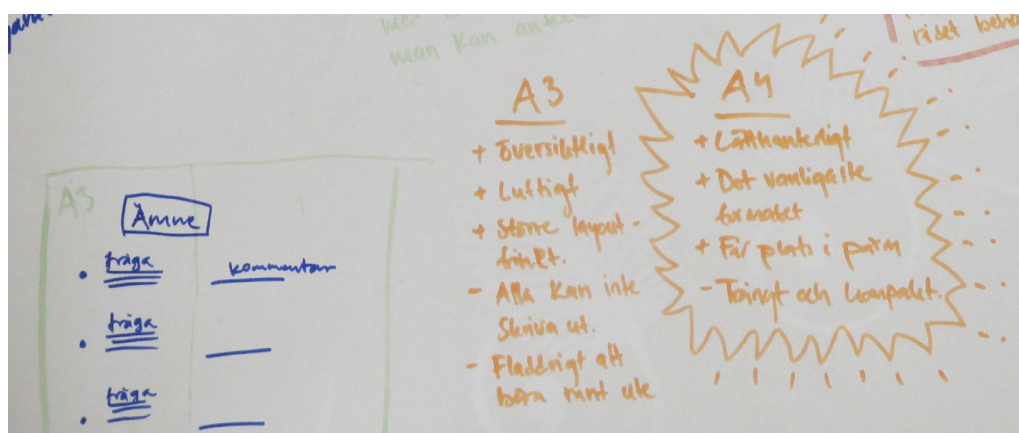 man kan
ridet
A3
+ översiktligt
+ Luftigt
+ Större layout -
- Alla kan inte
Skriva ut.
- Fladdrigt att
bära runt ute
A4
+ Lätthanterligt
+ Det vanligaste
formatet
+ Får plats i pärm
- Trångt och kompakt.
A3
Ämne
• fråga
kommentar
• fråga
• fråga